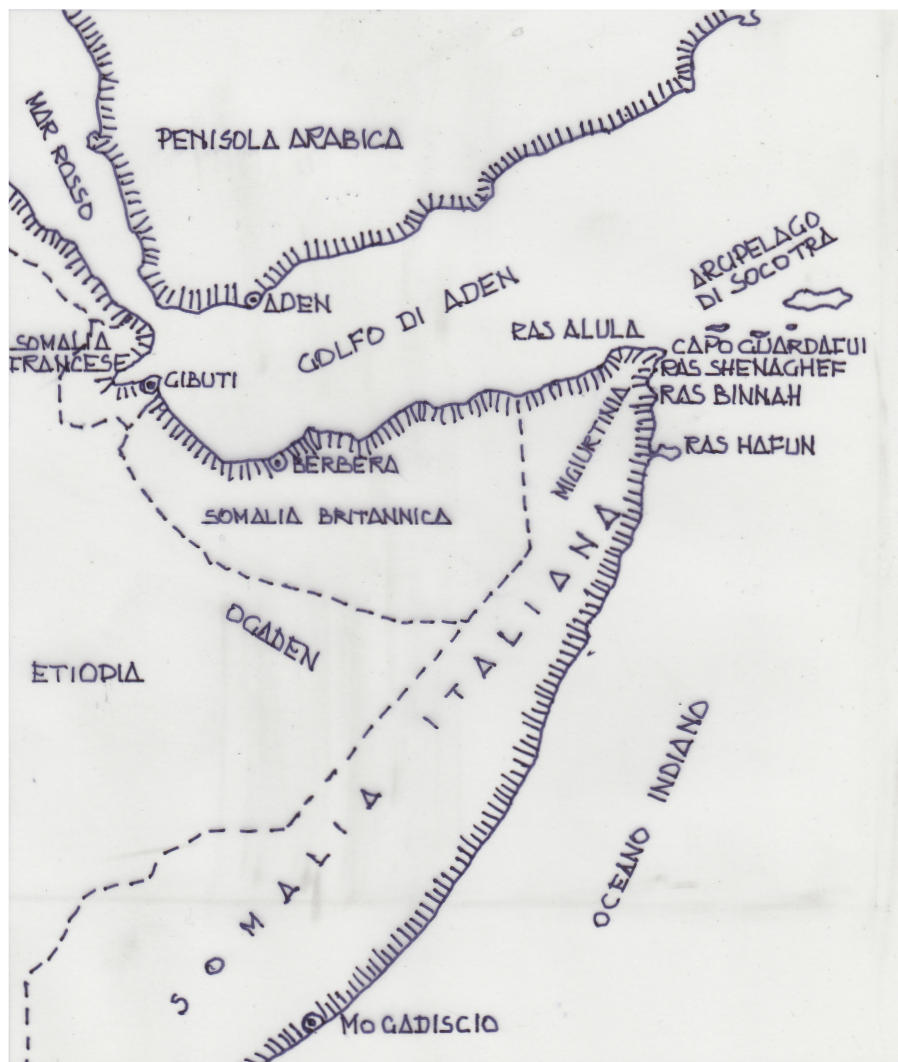 MAR ROSSO
PENISOLA ARABICA
ARCIPELAGO
DI SOCOTRA
ADEN
GOLFO DI ADEN
RAS ALULA
CAPO GUARDAFUI
SOMALIA
FRANCESE
RAS SHENAGHEF
GIBUTI
RAS BINNAH
MIGIURTINIA
RAS HAFUN
BERBERA
SOMALIA BRITANNICA
OGADEN
ETIOPIA
SOMALIA ITALIANA
OCEANO INDIANO
MOGADISCIO